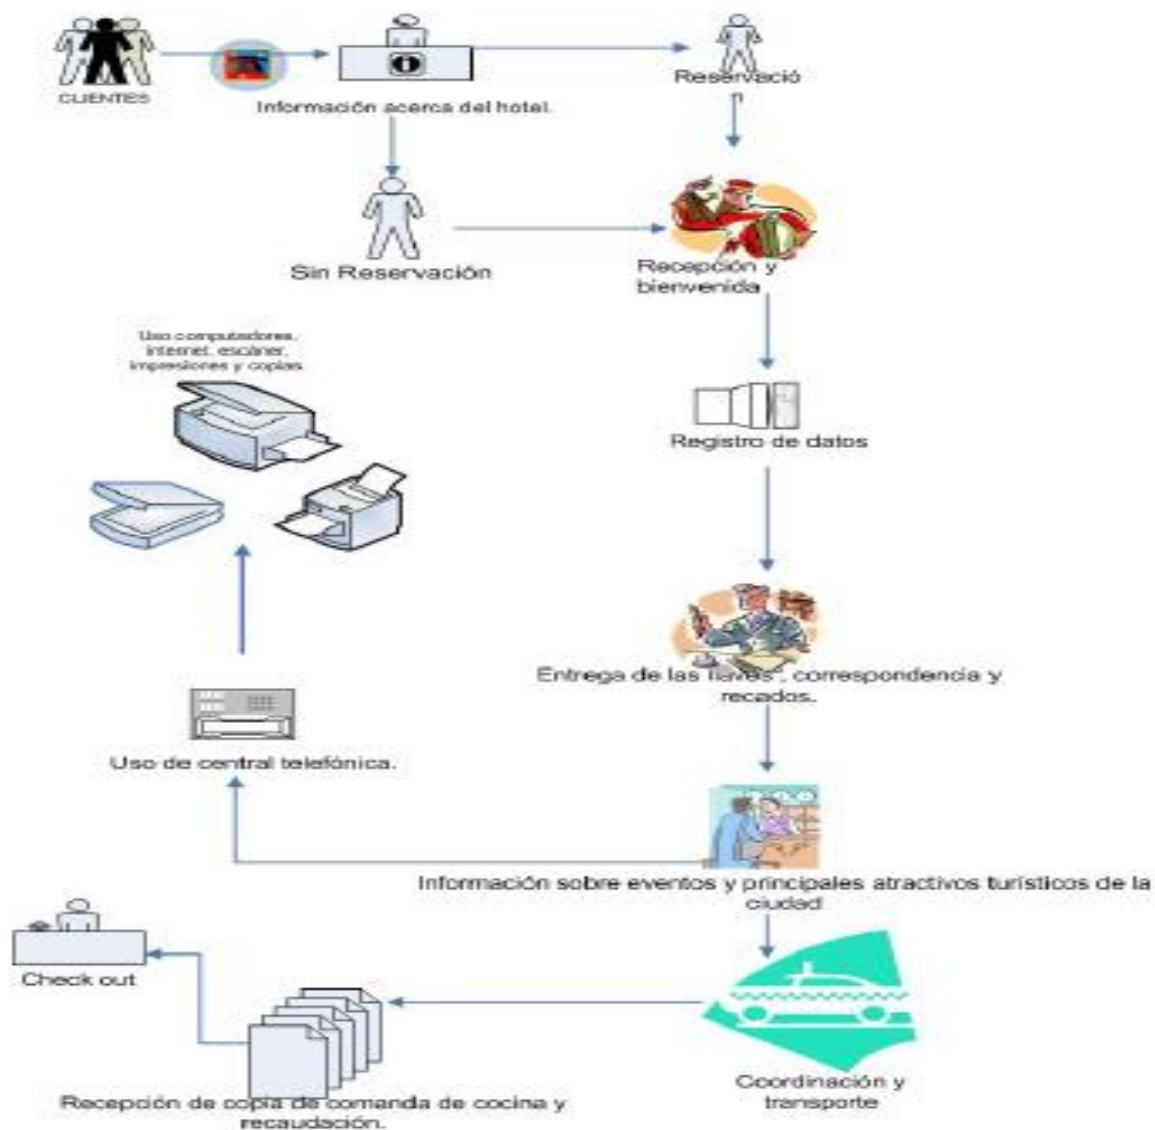 CLIENTES
Información acerca del hotel.
Reservació
n
Sin Reservación
Recepción y
bienvenida
Uso computadores,
internet, escáner,
impresiones y copias.
Registro de datos
Entrega de las llaves, correspondencia y
recados.
Uso de central telefónica.
Información sobre eventos y principales atractivos turísticos de la
ciudad
Check out
Coordinación y
transporte
Recepción de copia de comanda de cocina y
recaudación.